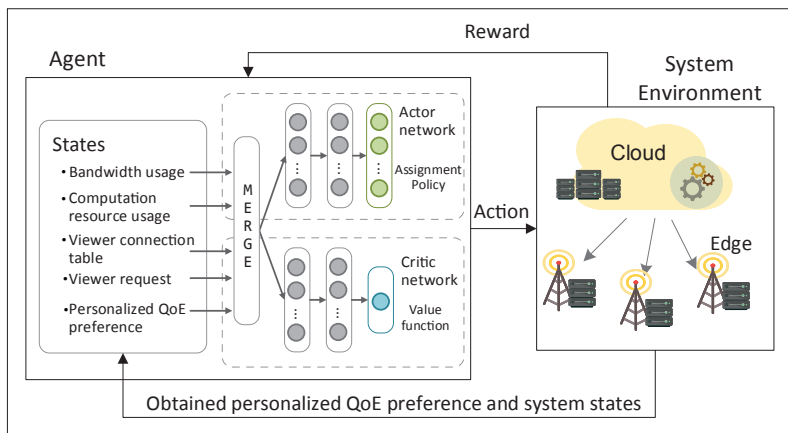 Reward
Agent
System
Environment
States
•Bandwidth usage
•Computation
resource usage
•Viewer connection
table
•Viewer request
•Personalized QoE
preference
M
E
R
G
E
Actor
network
Assignment
Policy
Critic
network
Value
function
Action
Cloud
Edge
Obtained personalized QoE preference and system states